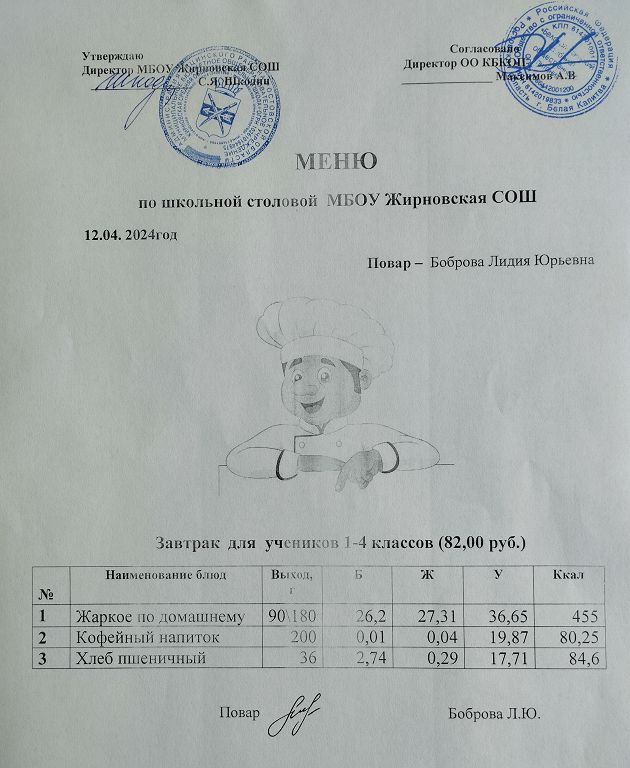 Утверждаю
Директор МБОУ Жирновская СОШ
С.Я. Шкодин
Согласовано
Директор ОО КБКОП
Максимов А.В
МЕНЮ
по школьной столовой МБОУ Жирновская СОШ
12.04. 2024год
Повар – Боброва Лидия Юрьевна
Завтрак для учеников 1-4 классов (82,00 руб.)
№ Наименование блюд Выход, г Б Ж У Ккал
1 Жаркое по домашнему 90\180 26,2 27,31 36,65 455
2 Кофейный напиток 200 0,01 0,04 19,87 80,25
3 Хлеб пшеничный 36 2,74 0,29 17,71 84,6
Повар Боброва Л.Ю.